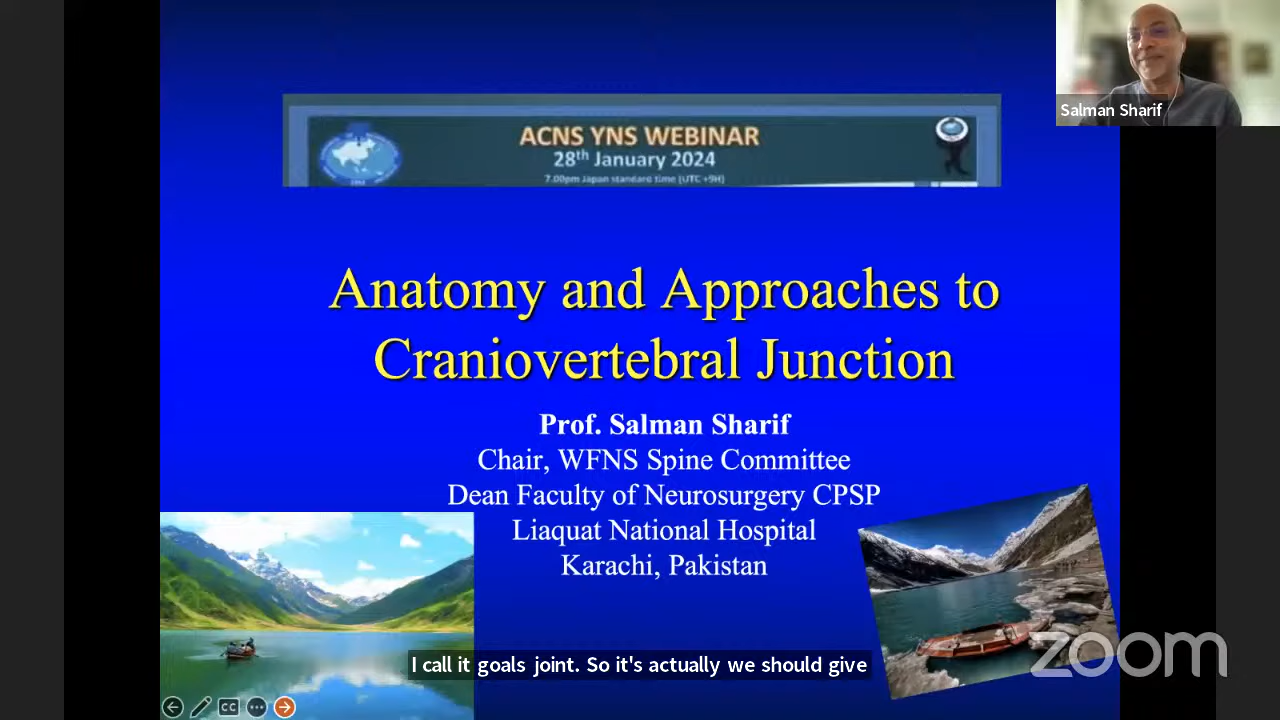 Salman Sharif
ACNS YNS WEBINAR
28th January 2024
7.00pm Japan standard time (UTC +9H)
Anatomy and Approaches to
Craniovertebral Junction
Prof. Salman Sharif
Chair, WFNS Spine Committee
Dean Faculty of Neurosurgery CPSP
Liaquat National Hospital
Karachi, Pakistan
I call it goals joint. So it's actually we should give
zoom
CC